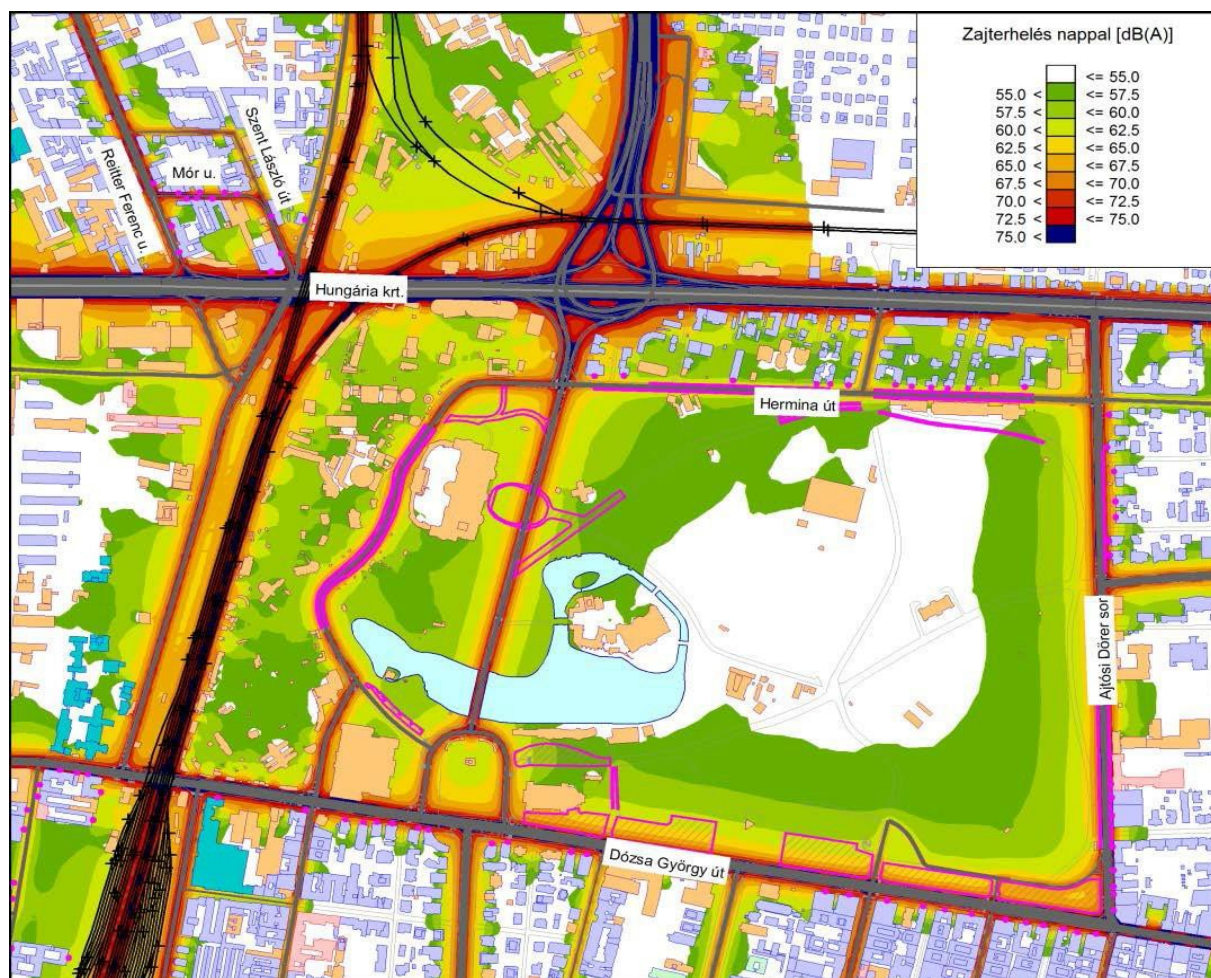 Zajterhelés nappal [dB(A)]
<= 55.0
55.0 < <= 57.5
57.5 < <= 60.0
60.0 < <= 62.5
62.5 < <= 65.0
65.0 < <= 67.5
67.5 < <= 70.0
70.0 < <= 72.5
72.5 < <= 75.0
75.0 <
Szent László út
Reitter Ferenc u.
Mór u.
Hungária krt.
Hermina út
Ajtósi Dörer sor
Dózsa György út